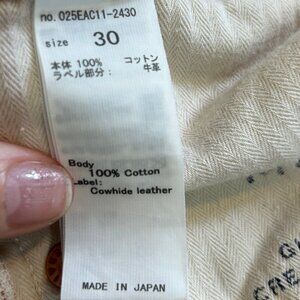 no. 025EAC11-2430
size 30
本体 100% コットン
ラベル部分: 牛革
Body
100% Cotton
Label:
Cowhide leather
MADE IN JAPAN